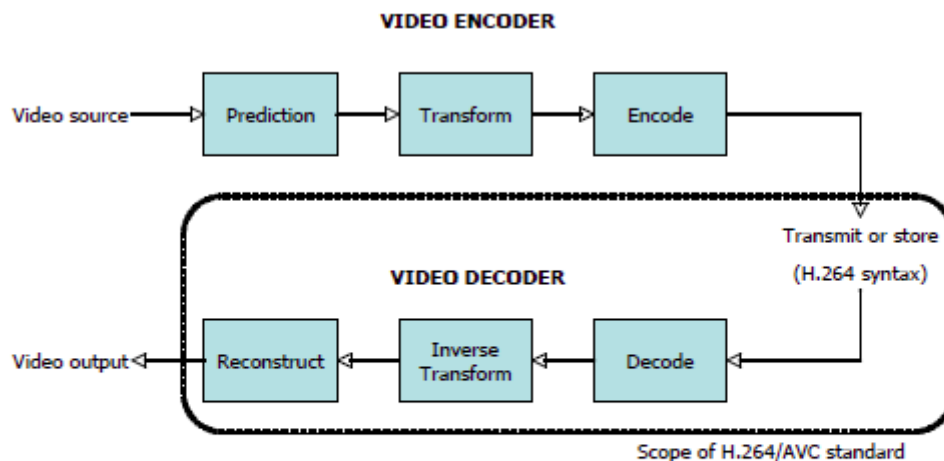 VIDEO ENCODER
Video source
Prediction
Transform
Encode
Transmit or store
(H.264 syntax)
VIDEO DECODER
Video output
Reconstruct
Inverse
Transform
Decode
Scope of H.264/AVC standard